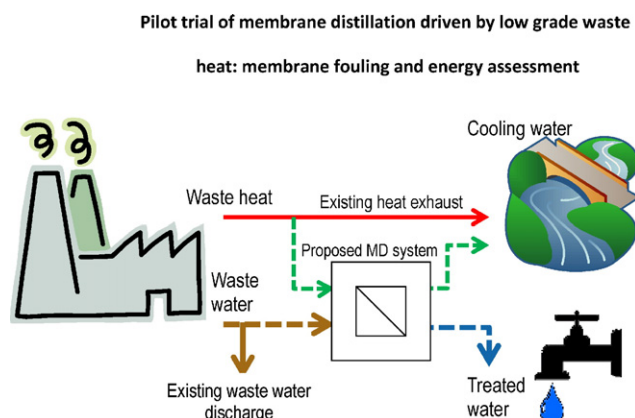 Pilot trial of membrane distillation driven by low grade waste
heat: membrane fouling and energy assessment
Cooling water
Waste heat
Existing heat exhaust
Proposed MD system
Waste
water
Existing waste water
discharge
Treated
water